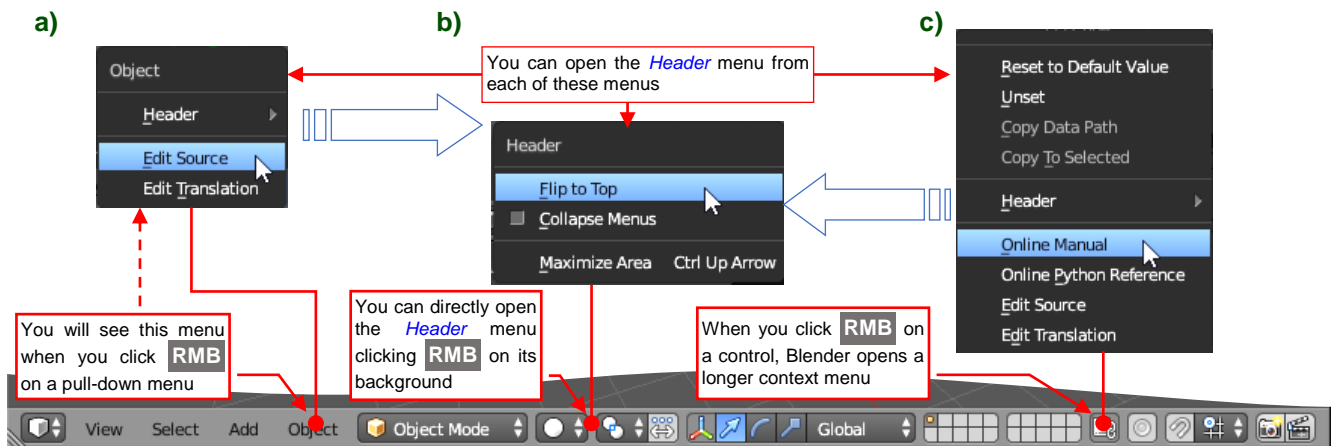 a)
b)
c)
Object
Header
Edit Source
Edit Translation
You can open the Header menu from
each of these menus
Header
Flip to Top
Collapse Menus
Maximize Area Ctrl Up Arrow
Reset to Default Value
Unset
Copy Data Path
Copy To Selected
Header
Online Manual
Online Python Reference
Edit Source
Edit Translation
You will see this menu
when you click RMB
on a pull-down menu
You can directly open
the Header menu
clicking RMB on its
background
When you click RMB on
a control, Blender opens a
longer context menu
View Select Add Object Object Mode Global